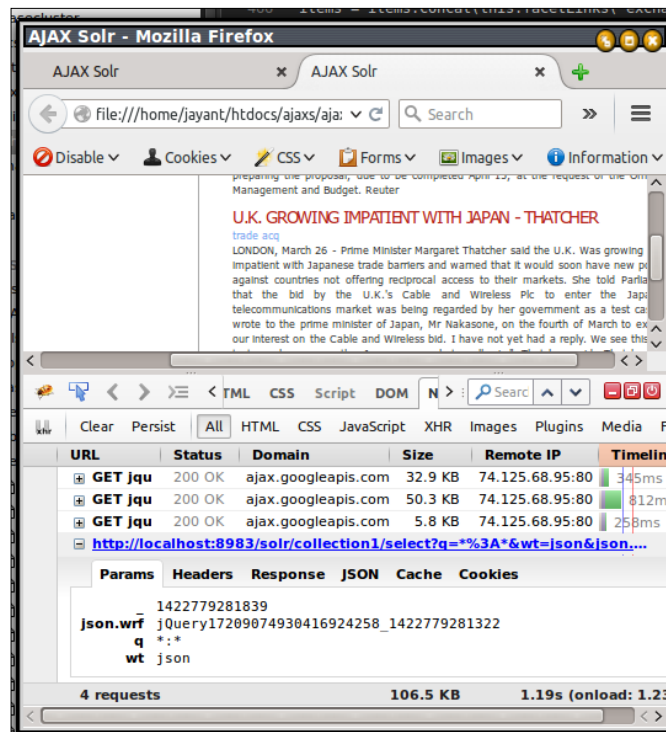 items = items.concat(this.facetLinks(
AJAX Solr - Mozilla Firefox
AJAX Solr
AJAX Solr
file:///home/jayant/htdocs/ajaxs/aja:
Search
Disable Cookies CSS Forms Images Information
Management and Budget. Reuter
U.K. GROWING IMPATIENT WITH JAPAN - THATCHER
trade acq
LONDON, March 26 - Prime Minister Margaret Thatcher said the U.K. Was growing
impatient with Japanese trade barriers and warned that it would soon have new
against countries not offering reciprocal access to their markets. She told
that the bid by the U.K.'s Cable and Wireless Plc to enter the
telecommunications market was being regarded by her government as a test
wrote to the prime minister of Japan, Mr Nakasone, on the fourth of March to
our interest on the Cable and Wireless bid. I have not yet had a reply. We see this
TML CSS Script DOM N Searc
xhr Clear Persist All HTML CSS JavaScript XHR Images Plugins Media F
URL Status Domain Size Remote IP Timelin
GET jqu 200 OK ajax.googleapis.com 32.9 KB 74.125.68.95:80 345ms
GET jqu 200 OK ajax.googleapis.com 50.3 KB 74.125.68.95:80 812m
GET jqu 200 OK ajax.googleapis.com 5.8 KB 74.125.68.95:80 258ms
http://localhost:8983/solr/collection1/select?q=*%3A*&wt=json&json....
Params Headers Response JSON Cache Cookies
_ 1422779281839
json.wrf jQuery17209074930416924258_1422779281322
q *:*
wt json
4 requests 106.5 KB 1.19s (onload: 1.23